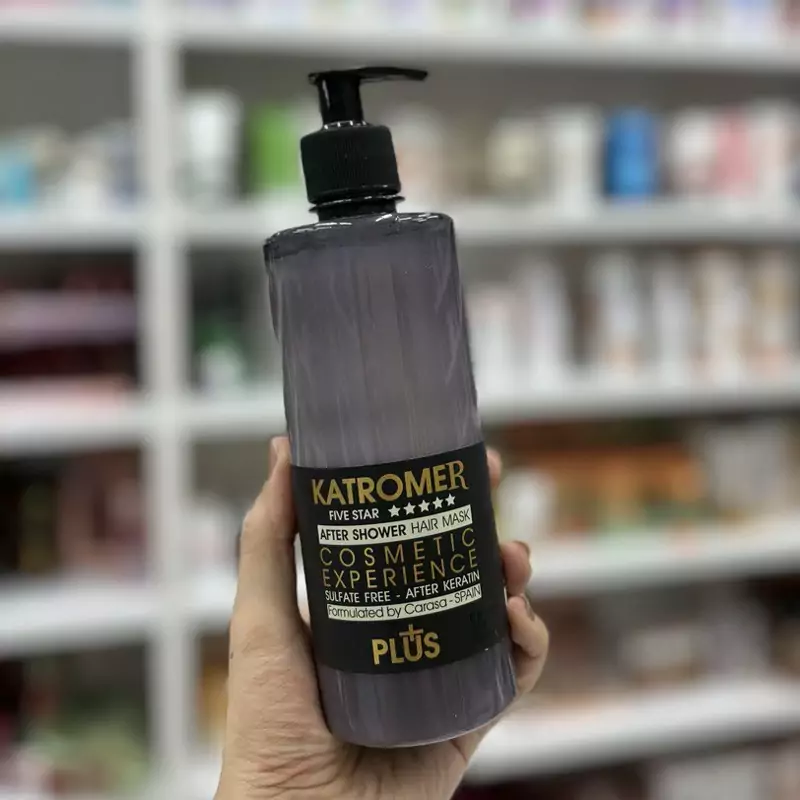 KATROMER
FIVE STAR ★★★★★
AFTER SHOWER HAIR MASK
COSMETIC
EXPERIENCE
SULFATE FREE - AFTER KERATIN
Formulated by Carasa - SPAIN
PLUS